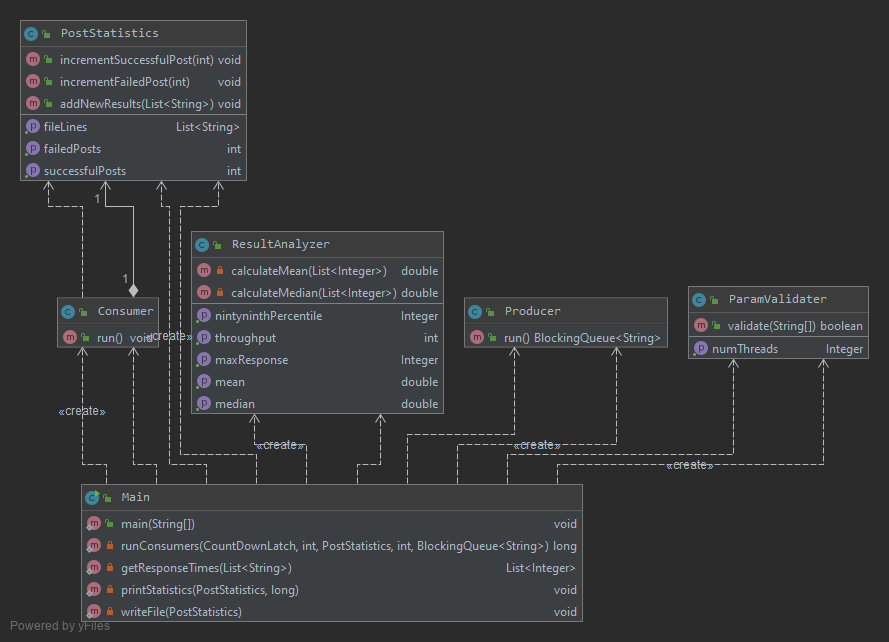 PostStatistics
incrementSuccessfulPost(int) void
incrementFailedPost(int) void
addNewResults(List<String>) void
fileLines List<String>
failedPosts int
successfulPosts int
1
1
ResultAnalyzer
calculateMean(List<Integer>) double
calculateMedian(List<Integer>) double
nintyninthPercentile Integer
throughput int
maxResponse Integer
mean double
median double
Consumer
run() void
«create»
Producer
run() BlockingQueue<String>
ParamValidater
validate(String[]) boolean
numThreads Integer
«create»
«create»
«create»
«create»
Main
main(String[]) void
runConsumers(CountDownLatch, int, PostStatistics, int, BlockingQueue<String>) long
getResponseTimes(List<String>) List<Integer>
printStatistics(PostStatistics, long) void
writeFile(PostStatistics) void
Powered by yFiles